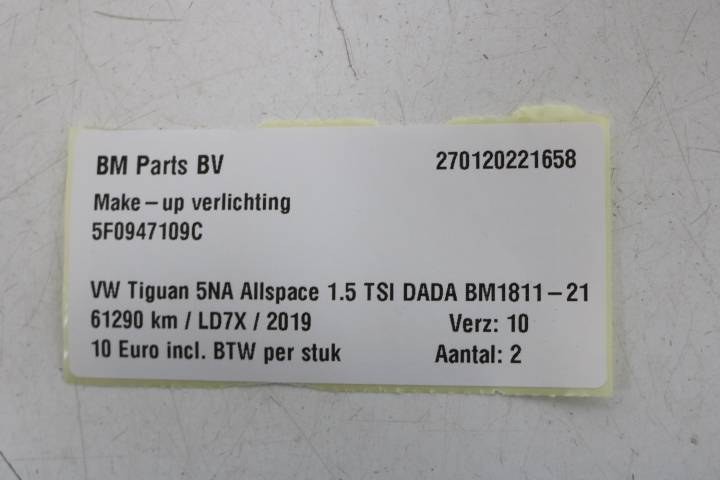 BM Parts BV 270120221658
Make-up verlichting
5F0947109C
VW Tiguan 5NA Allspace 1.5 TSI DADA BM1811-21
61290 km / LD7X / 2019 Verz: 10
10 Euro incl. BTW per stuk Aantal: 2